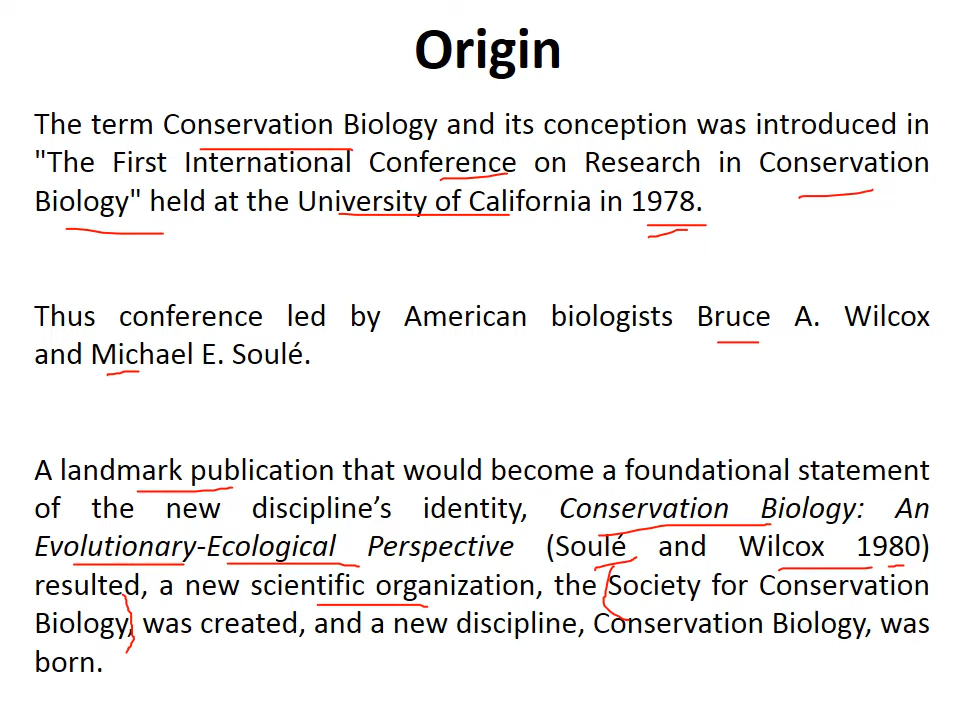 Origin
The term Conservation Biology and its conception was introduced in
"The First International Conference on Research in Conservation
Biology" held at the University of California in 1978.
Thus conference led by American biologists Bruce A. Wilcox
and Michael E. Soulé.
A landmark publication that would become a foundational statement
of the new discipline’s identity, Conservation Biology: An
Evolutionary-Ecological Perspective (Soulé and Wilcox 1980)
resulted, a new scientific organization, the Society for Conservation
Biology, was created, and a new discipline, Conservation Biology, was
born.